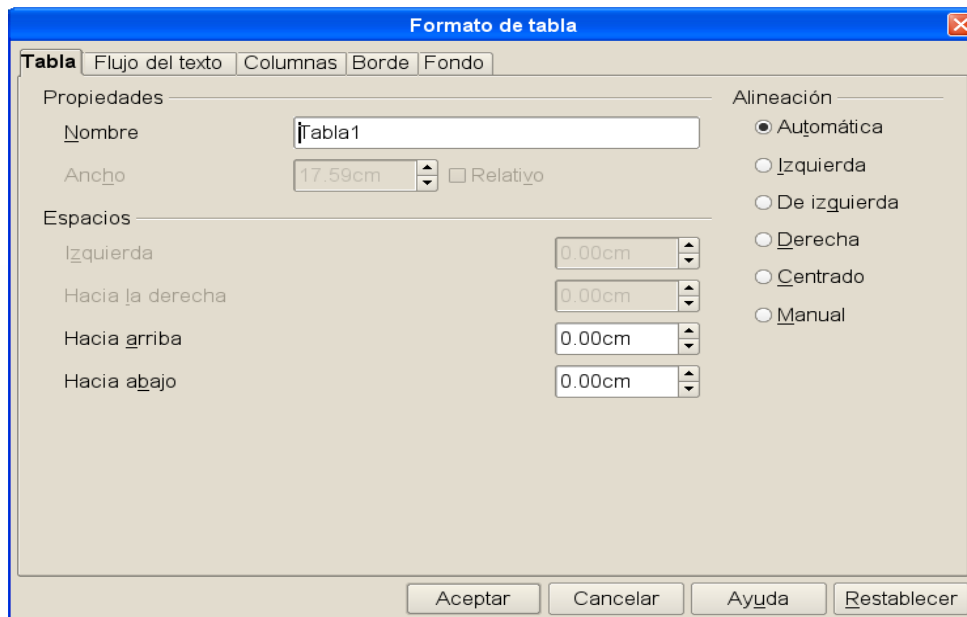 Formato de tabla
Tabla Flujo del texto Columnas Borde Fondo
Propiedades
Nombre Tabla1
Ancho 17.59cm Relativo
Espacios
Izquierda 0.00cm
Hacia la derecha 0.00cm
Hacia arriba 0.00cm
Hacia abajo 0.00cm
Alineación
Automática
Izquierda
De izquierda
Derecha
Centrado
Manual
Aceptar Cancelar Ayuda Restablecer